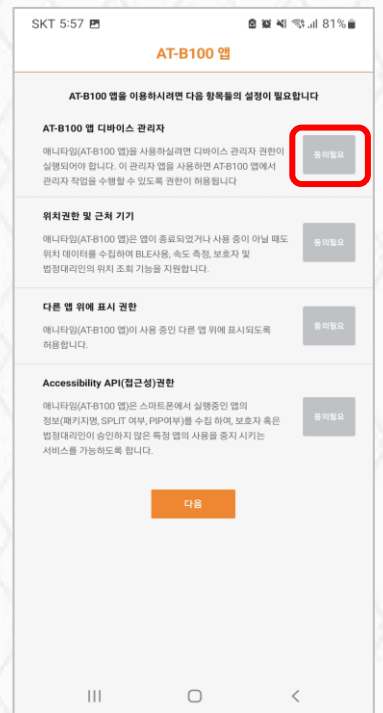 SKT 5:57
81%
AT-B100 앱
AT-B100 앱을 이용하시려면 다음 항목들의 설정이 필요합니다
AT-B100 앱 디바이스 관리자
애니타임(AT-B100 앱)을 사용하실려면 디바이스 관리자 권한이
실행되어야 합니다. 이 관리자 앱을 사용하면 AT-B100 앱에서
관리자 작업을 수행할 수 있도록 권한이 허용됩니다
동의필요
위치권한 및 근처 기기
애니타임(AT-B100 앱)은 앱이 종료되었거나 사용 중이 아닐 때도
위치 데이터를 수집하여 BLE사용, 속도 측정, 보호자 및
법정대리인의 위치 조회 기능을 지원합니다.
동의필요
다른 앱 위에 표시 권한
애니타임(AT-B100 앱)이 사용 중인 다른 앱 위에 표시되도록
허용합니다.
동의필요
Accessibility API(접근성)권한
애니타임(AT-B100 앱)은 스마트폰에서 실행중인 앱의
정보(패키지명, SPLIT 여부, PIP여부)를 수집 하여, 보호자 혹은
법정대리인이 승인하지 않은 특정 앱의 사용을 중지 시키는
서비스를 가능하도록 합니다.
동의필요
다음